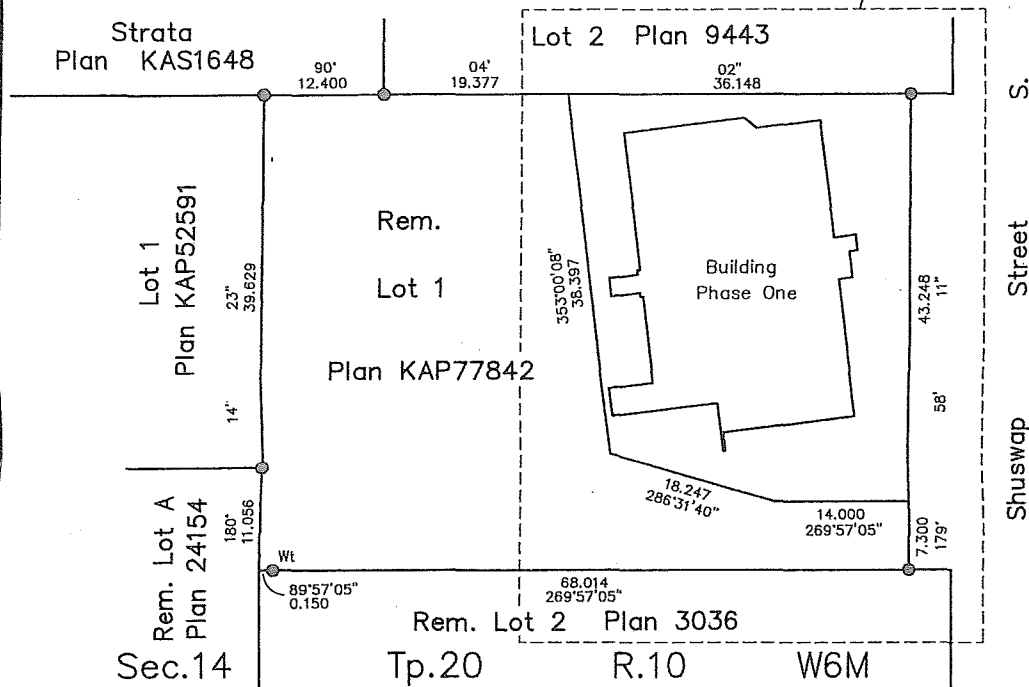 Strata
Plan KAS1648
Lot 2 Plan 9443
90°
12.400
04'
19.377
02"
36.148
S.
Street
Shuswap
Lot 1
Plan KAP52591
23"
39.629
14'
Rem.
Lot 1
Plan KAP77842
353°00'08"
38.397
Building
Phase One
43.248
11"
58'
18.247
286°31'40"
14.000
269°57'05"
7.300
179°
Rem. Lot A
Plan 24154
180°
11.056
Wt
89°57'05"
0.150
68.014
269°57'05"
Rem. Lot 2 Plan 3036
Sec.14 Tp.20 R.10 W6M